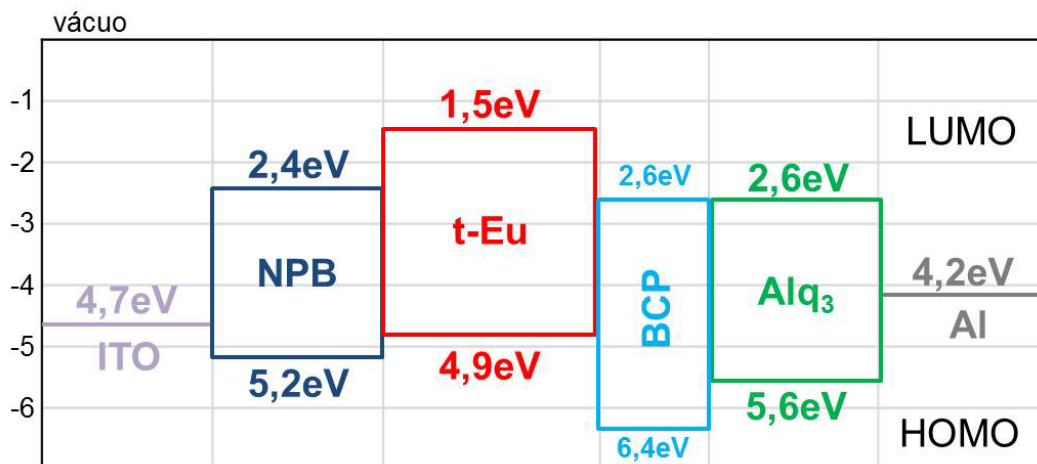 vácuo
-1
-2
-3
-4
-5
-6
4,7eV
ITO
2,4eV
NPB
5,2eV
1,5eV
t-Eu
4,9eV
2,6eV
BCP
6,4eV
2,6eV
Alq₃
5,6eV
LUMO
4,2eV
Al
HOMO